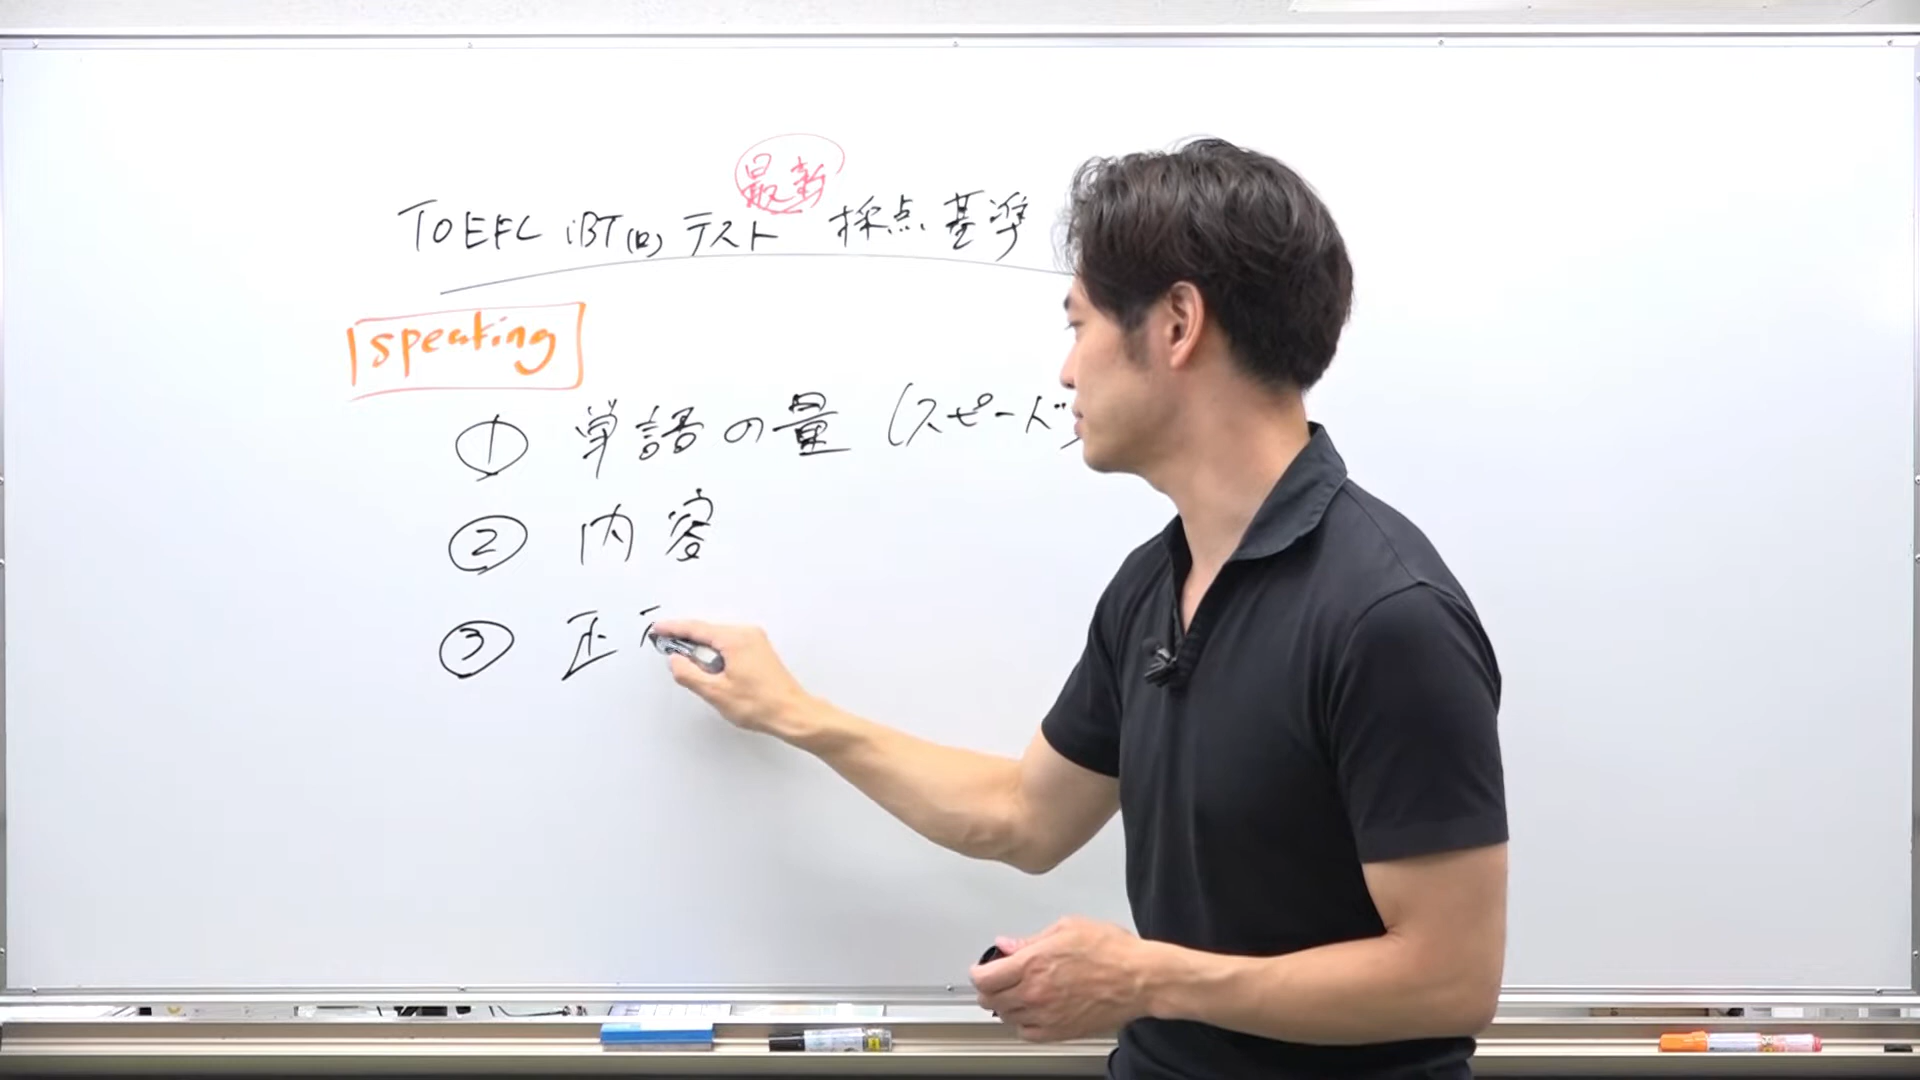 最新
TOEFL iBT(R) テスト 採点基準
speaking
① 単語の量 (スピード)
② 内容
③ 正